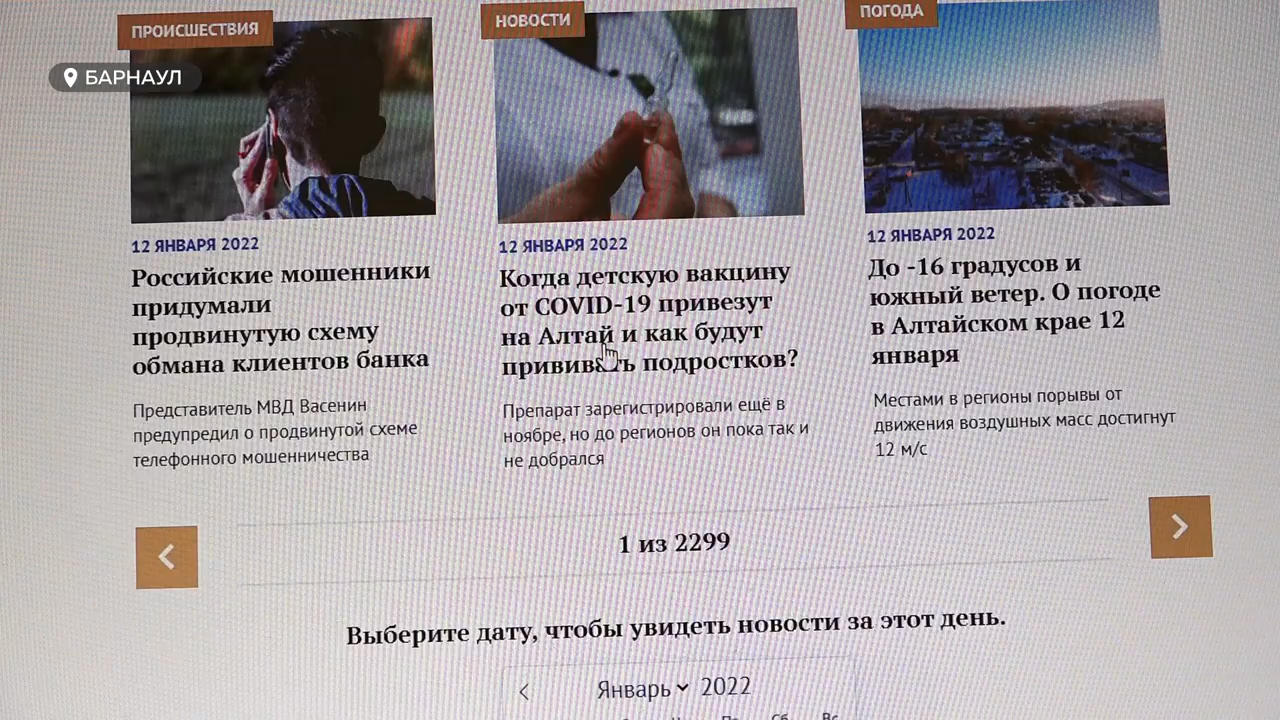 ПРОИСШЕСТВИЯ
НОВОСТИ
ПОГОДА
БАРНАУЛ
12 ЯНВАРЯ 2022
Российские мошенники
придумали
продвинутую схему
обмана клиентов банка
Представитель МВД Васенин
предупредил о продвинутой схеме
телефонного мошенничества
12 ЯНВАРЯ 2022
Когда детскую вакцину
от COVID-19 привезут
на Алтай и как будут
прививать подростков?
Препарат зарегистрировали ещё в
ноябре, но до регионов он пока так и
не добрался
12 ЯНВАРЯ 2022
До -16 градусов и
южный ветер. О погоде
в Алтайском крае 12
января
Местами в регионы порывы от
движения воздушных масс достигнут
12 м/с
1 из 2299
Выберите дату, чтобы увидеть новости за этот день.
Январь 2022